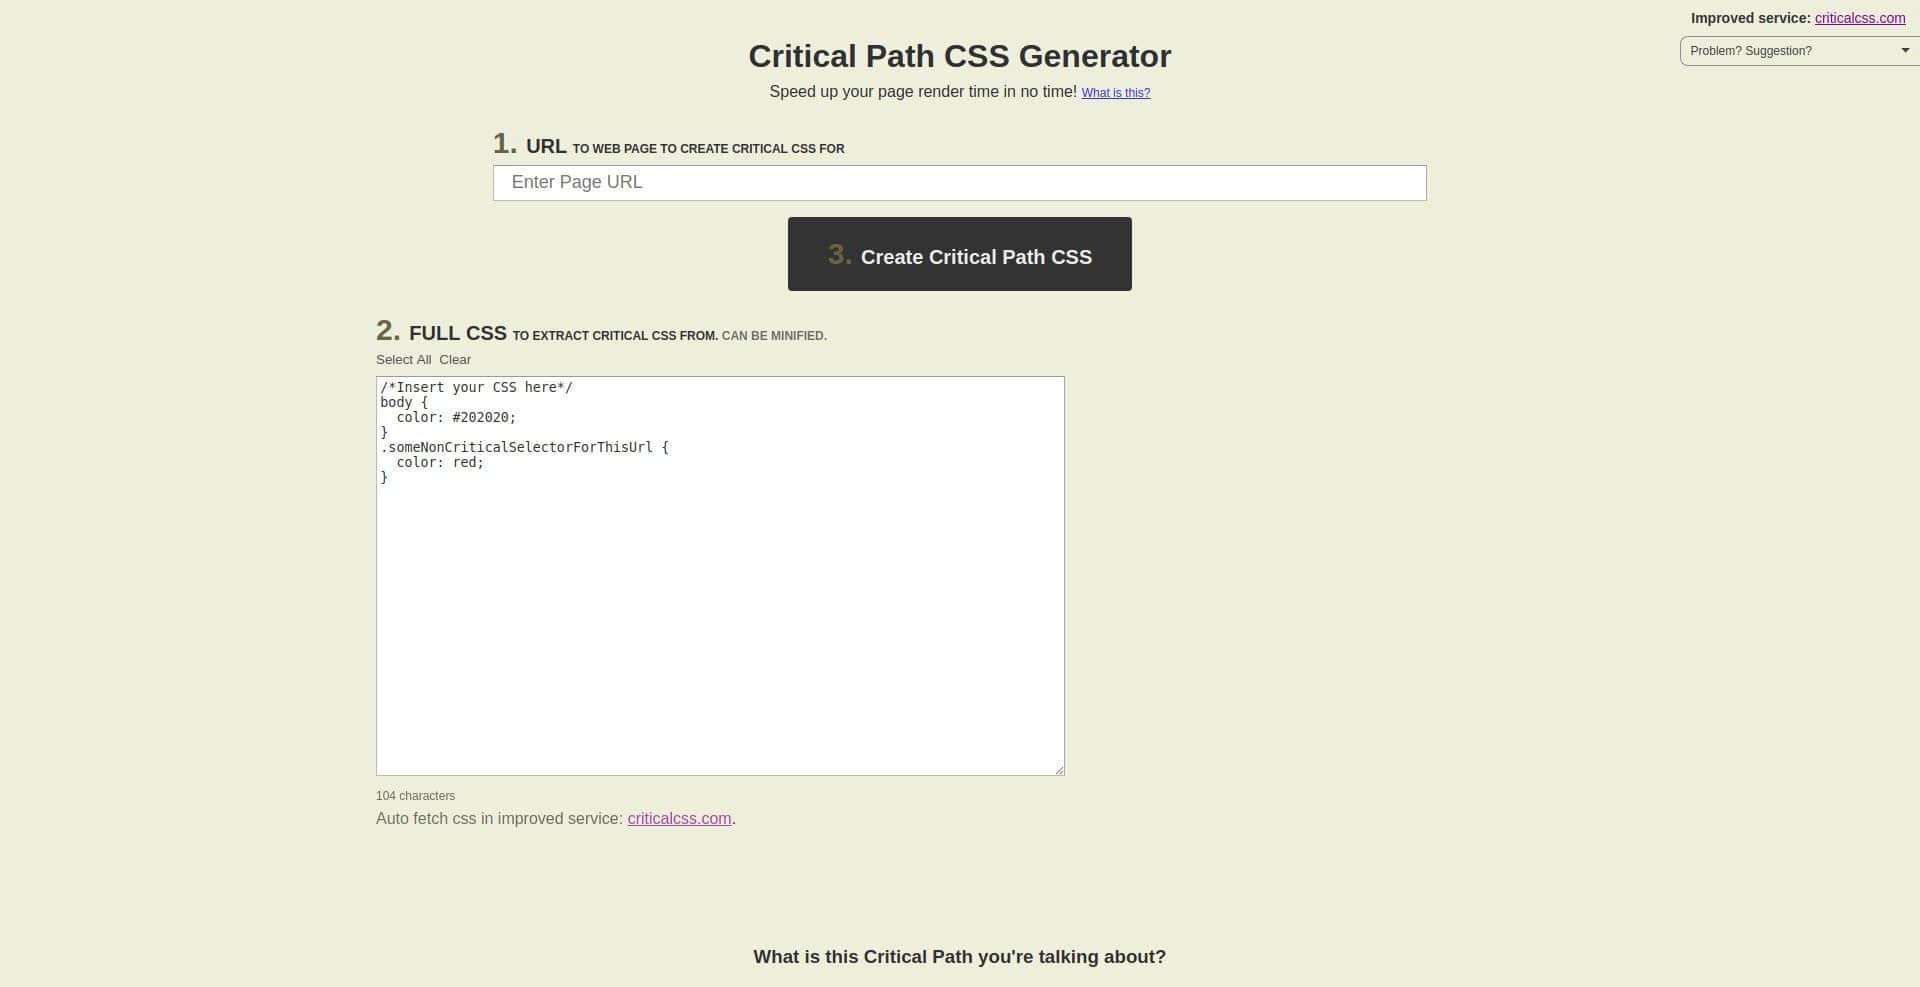 Improved service: criticalcss.com
Problem? Suggestion?
Critical Path CSS Generator
Speed up your page render time in no time! What is this?
1. URL TO WEB PAGE TO CREATE CRITICAL CSS FOR
Enter Page URL
3. Create Critical Path CSS
2. FULL CSS TO EXTRACT CRITICAL CSS FROM. CAN BE MINIFIED.
Select All Clear
/*Insert your CSS here*/
body {
  color: #202020;
}
.someNonCriticalSelectorForThisUrl {
  color: red;
}
104 characters
Auto fetch css in improved service: criticalcss.com.
What is this Critical Path you're talking about?